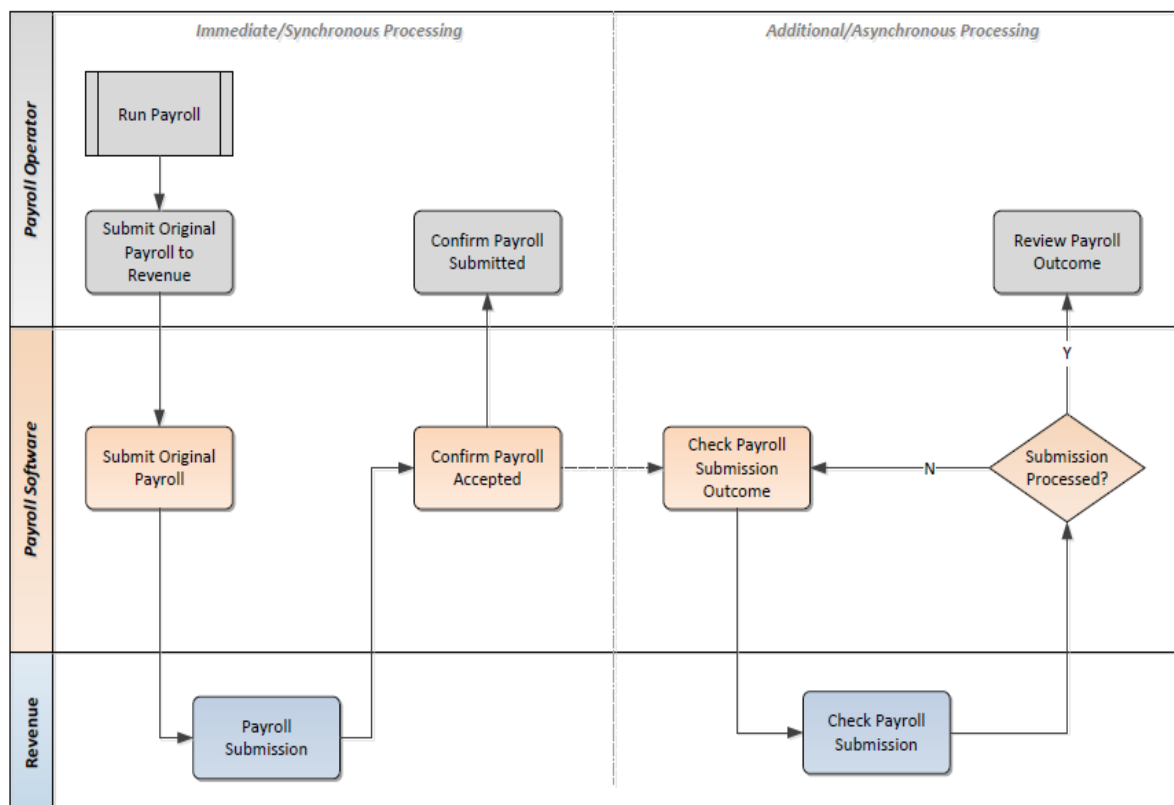 Immediate/Synchronous Processing
Additional/Asynchronous Processing
Payroll Operator
Run Payroll
Submit Original
Payroll to
Revenue
Confirm Payroll
Submitted
Review Payroll
Outcome
Y
Payroll Software
Submit Original
Payroll
Confirm Payroll
Accepted
Check Payroll
Submission
Outcome
N
Submission
Processed?
Revenue
Payroll
Submission
Check Payroll
Submission